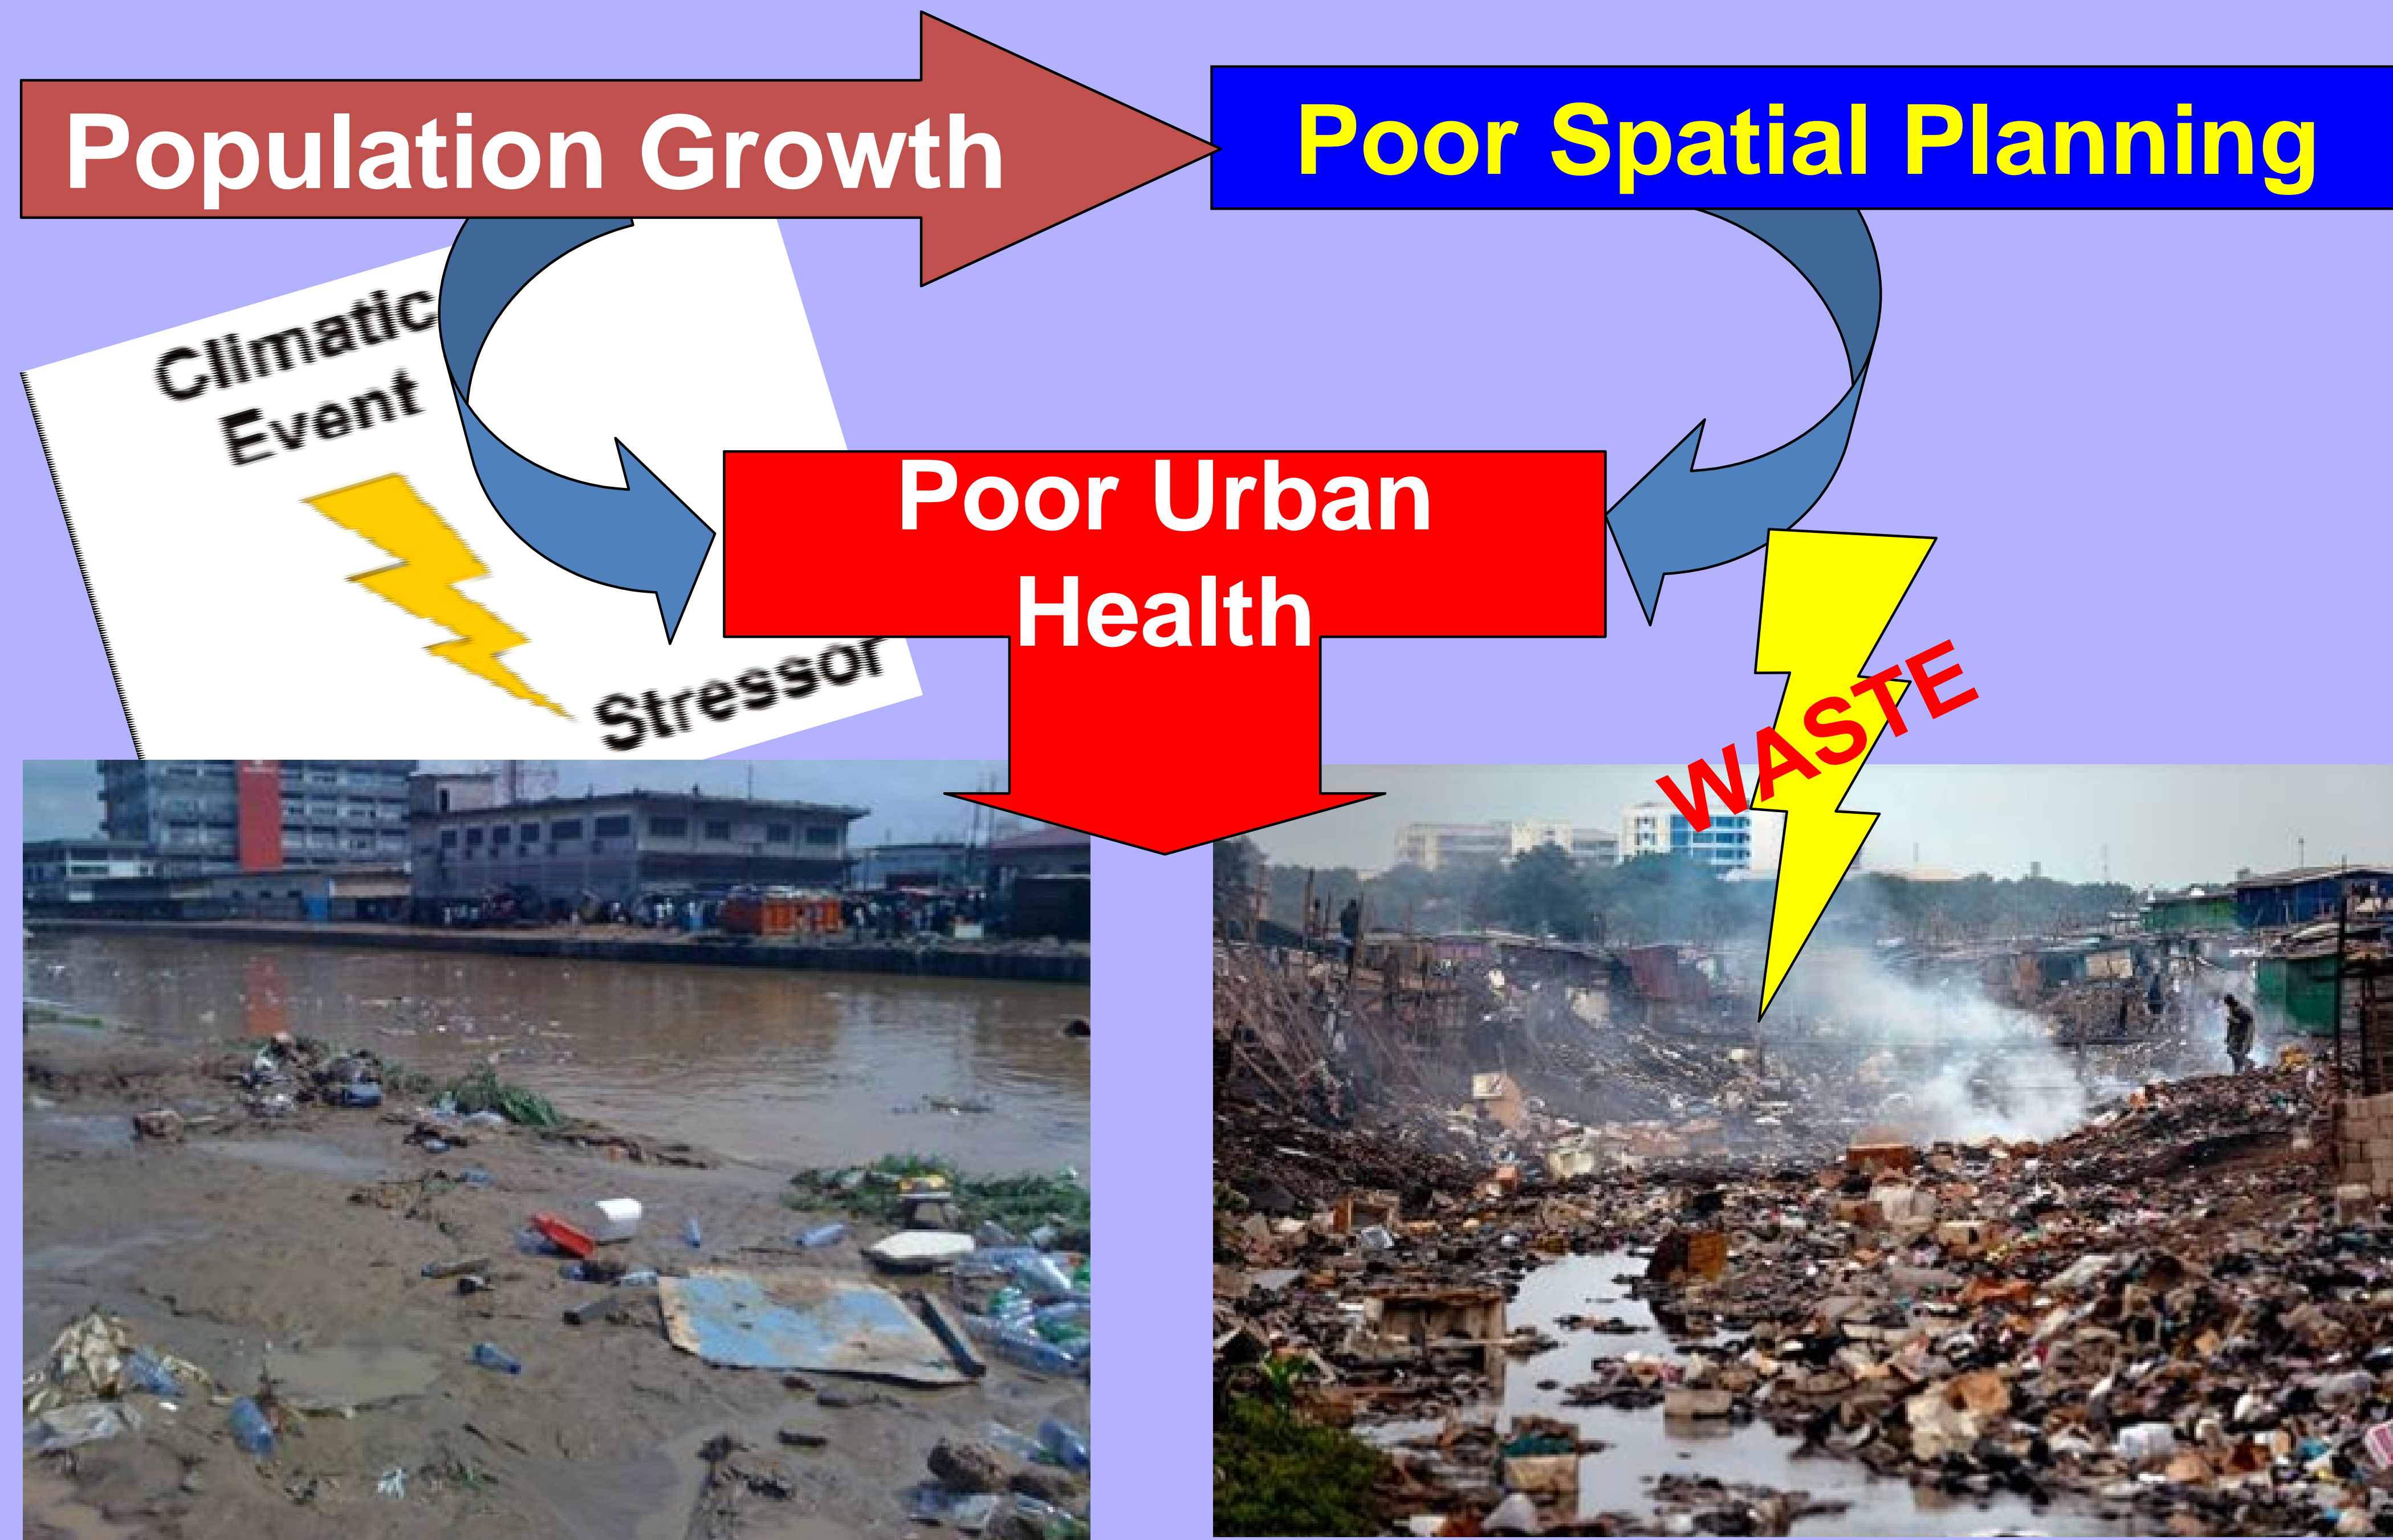 Population Growth
Poor Spatial Planning
Climatic
Event
Stressor
Poor Urban
Health
WASTE